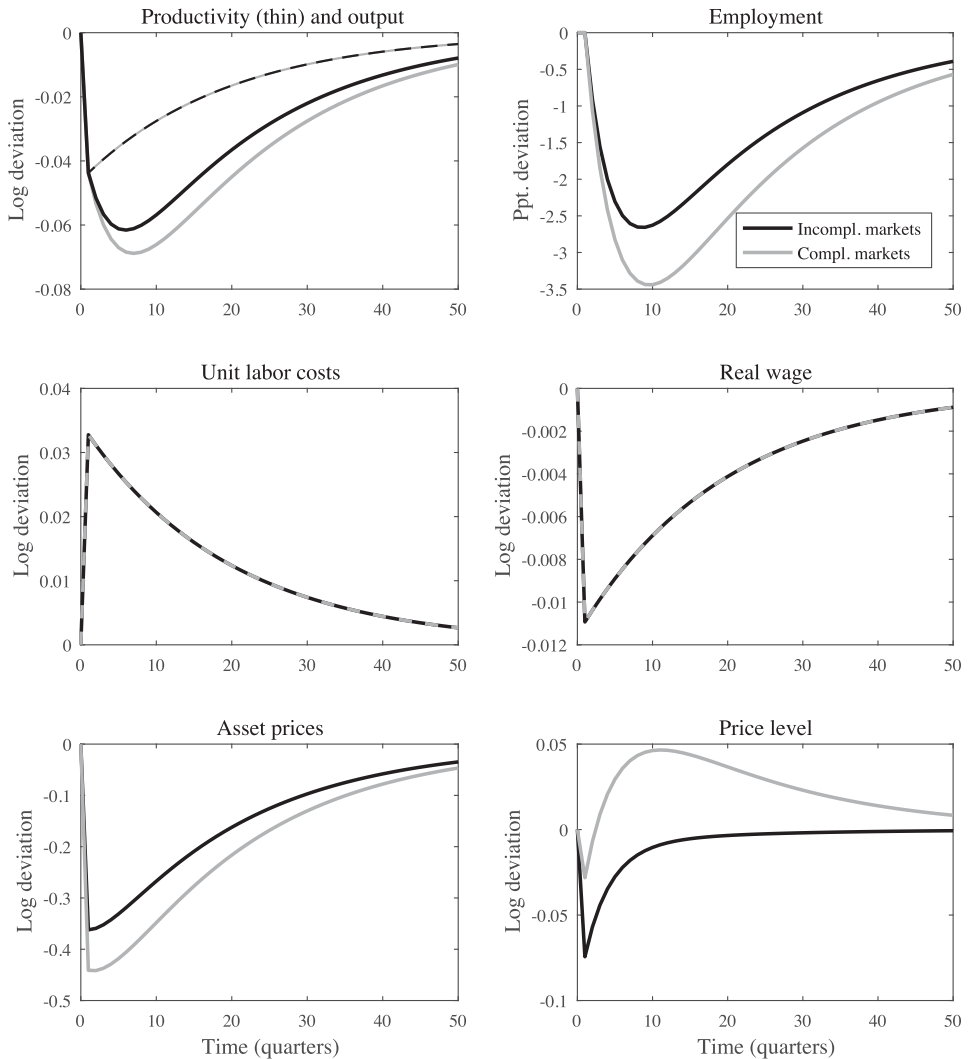 Productivity (thin) and output
0
-0.02
-0.04
-0.06
-0.08
Log deviation
0 10 20 30 40 50
Employment
0
-0.5
-1
-1.5
-2
-2.5
-3
-3.5
Ppt. deviation
Incompl. markets
Compl. markets
0 10 20 30 40 50
Unit labor costs
0.04
0.03
0.02
0.01
0
Log deviation
0 10 20 30 40 50
Real wage
0
-0.002
-0.004
-0.006
-0.008
-0.01
-0.012
Log deviation
0 10 20 30 40 50
Asset prices
0
-0.1
-0.2
-0.3
-0.4
-0.5
Log deviation
0 10 20 30 40 50
Time (quarters)
Price level
0.05
0
-0.05
-0.1
Log deviation
0 10 20 30 40 50
Time (quarters)